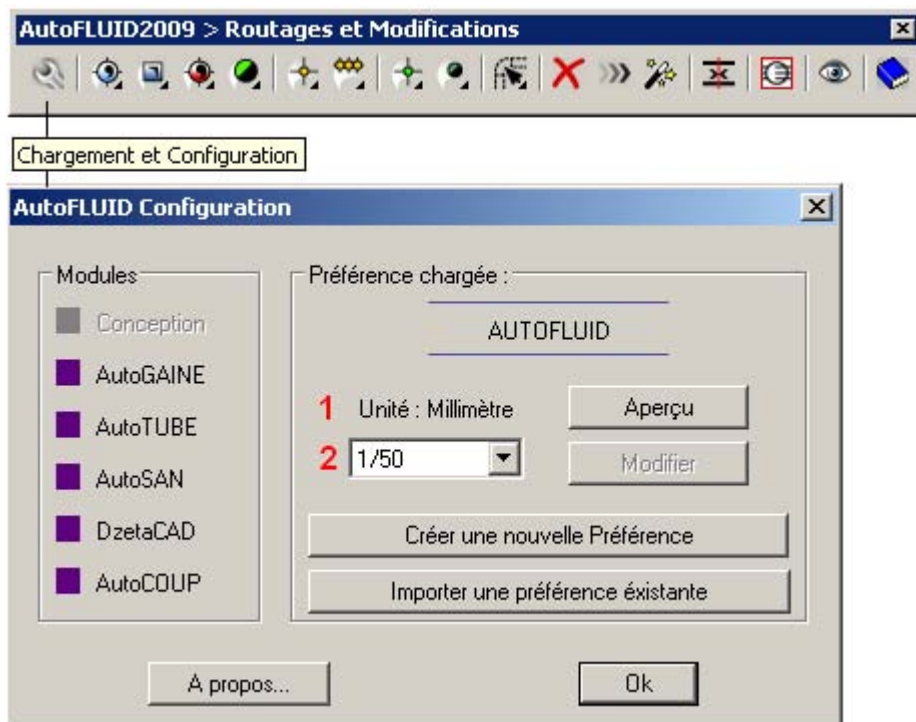 AutoFLUID2009 > Routages et Modifications
Chargement et Configuration
AutoFLUID Configuration
Modules
Conception
AutoGAINE
AutoTUBE
AutoSAN
DzetaCAD
AutoCOUP
Préférence chargée :
AUTOFLUID
1 Unité : Millimètre
Aperçu
2 1/50
Modifier
Créer une nouvelle Préférence
Importer une préférence éxistante
A propos...
Ok